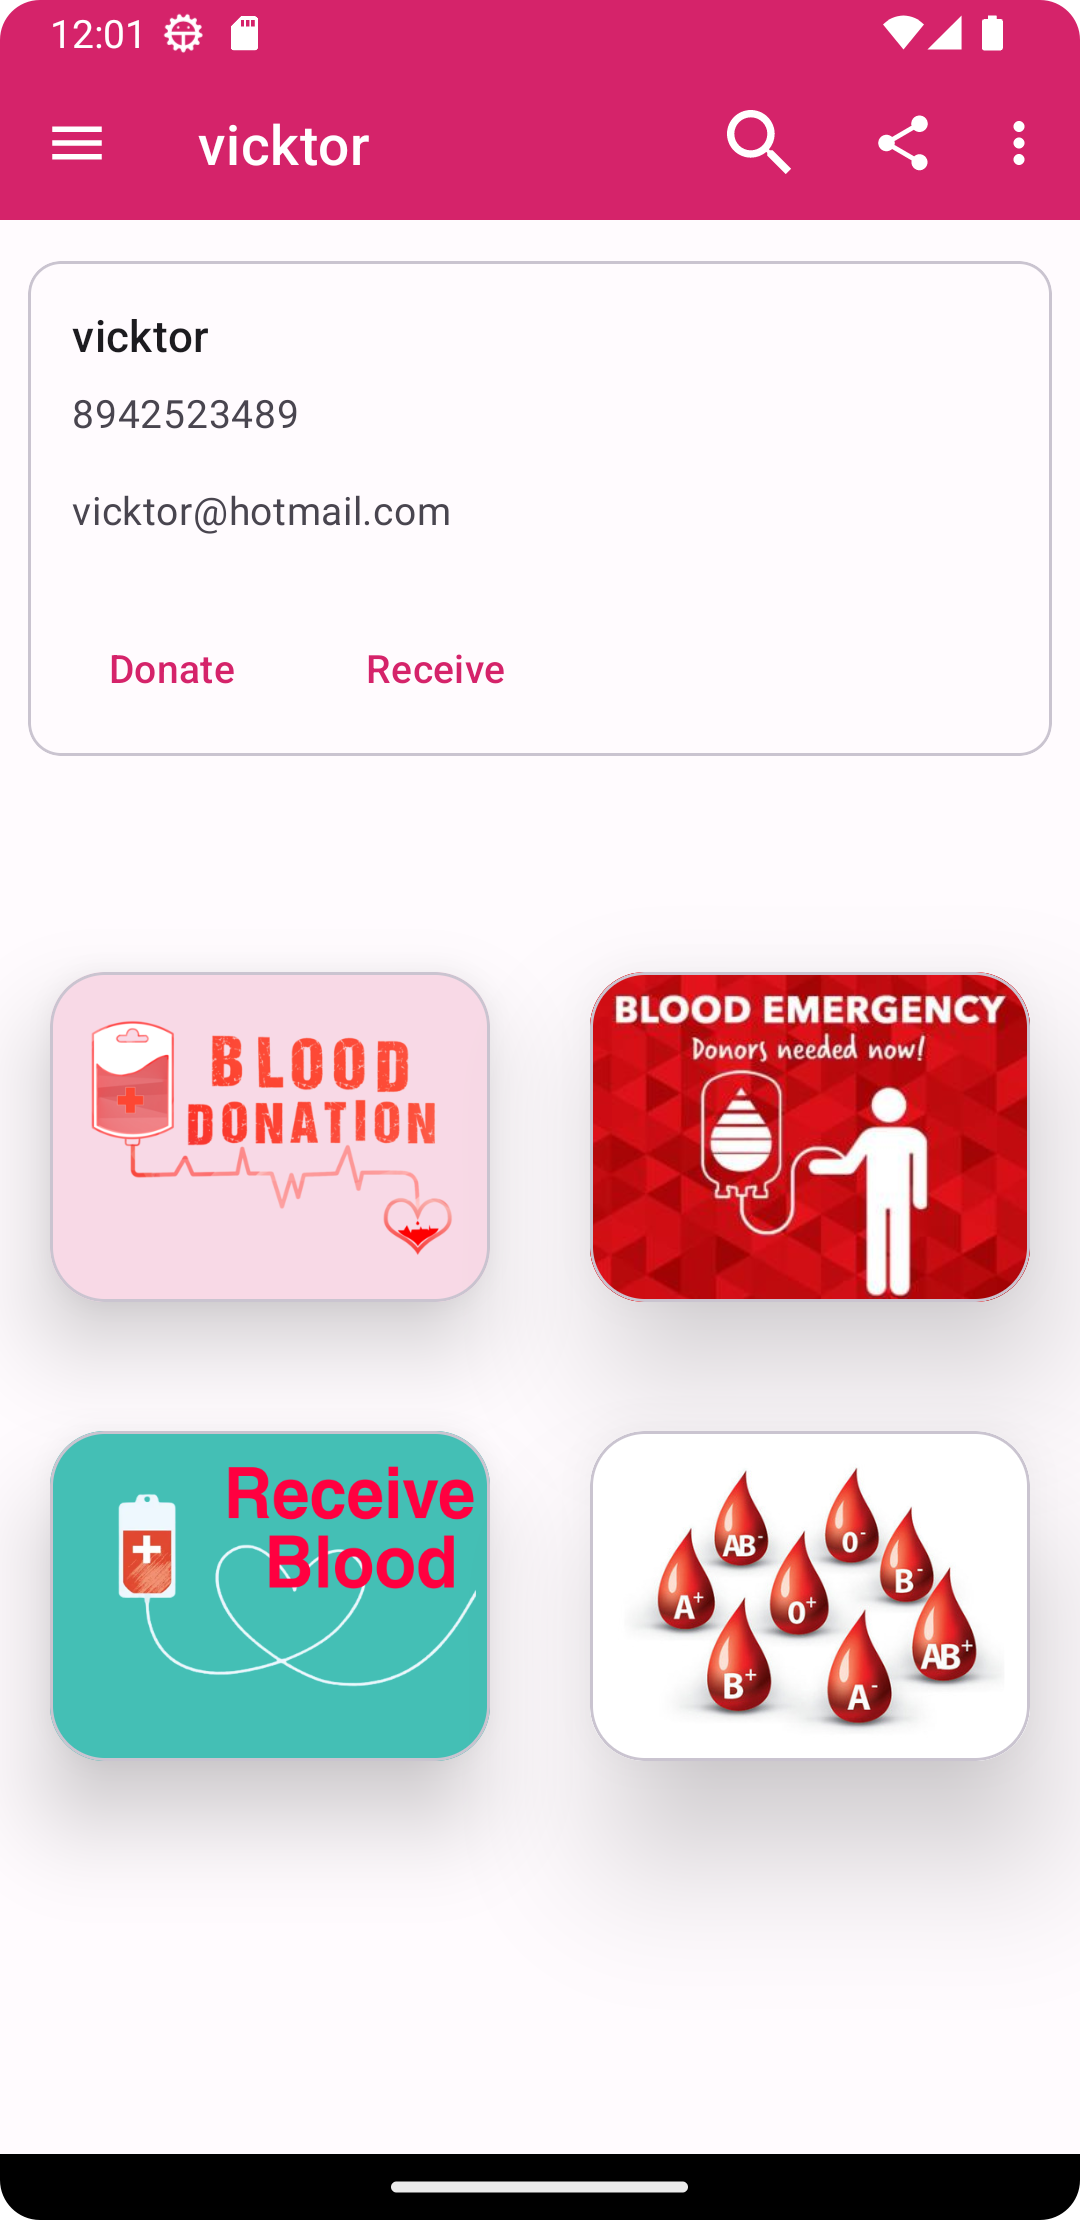 12:01
vicktor
vicktor
8942523489
vicktor@hotmail.com
Donate
Receive
BLOOD
DONATION
BLOOD EMERGENCY
Donors needed now!
Receive
Blood
AB-
O-
B-
A+
O+
AB+
B+
A-